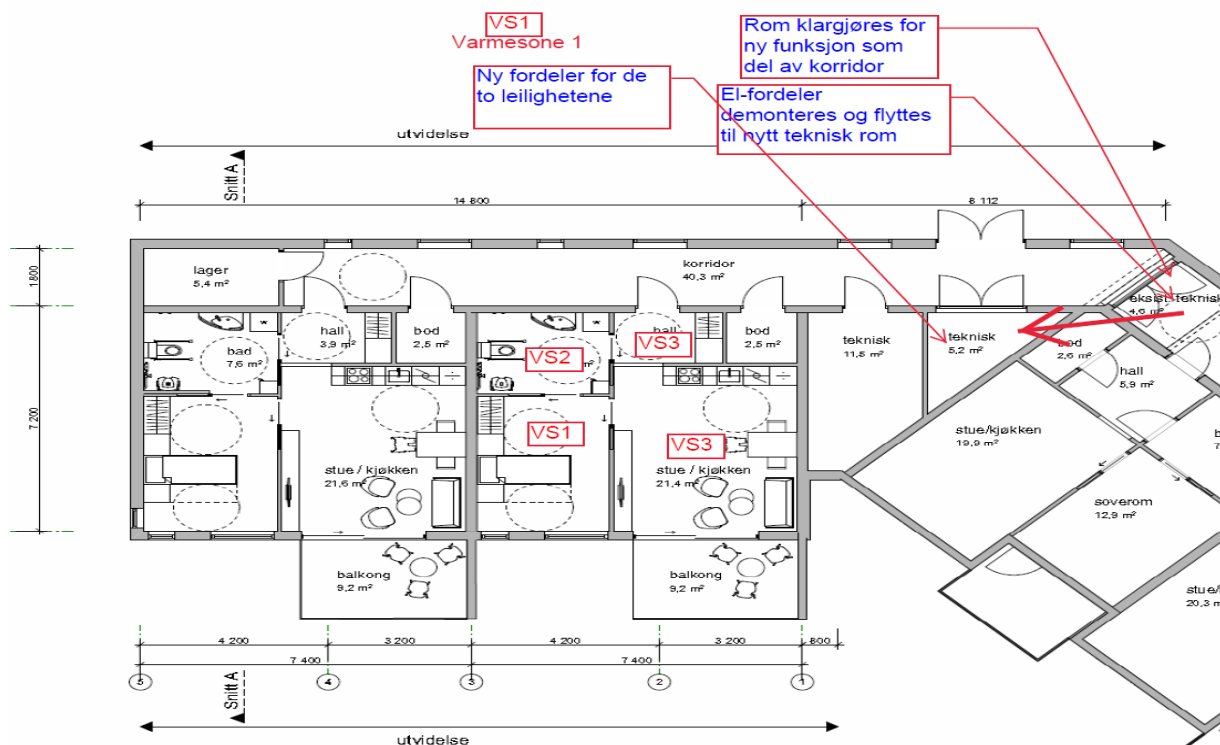 VS1
Varmesone 1
Rom klargjøres for
ny funksjon som
del av korridor
Ny fordeler for de
to leilighetene
El-fordeler
demonteres og flyttes
til nytt teknisk rom
utvidelse
Snitt A
14 800
8 112
1 800
7 200
lager
5,4 m²
korridor
40,3 m²
eksist. teknisk
4,6 m²
bad
7,6 m²
hall
3,9 m²
bod
2,5 m²
VS2
hall
VS3
bod
2,5 m²
teknisk
11,5 m²
teknisk
5,2 m²
bod
2,6 m²
hall
5,9 m²
stue / kjøkken
21,6 m²
VS1
VS3
stue / kjøkken
21,4 m²
stue/kjøkken
19,9 m²
soverom
12,9 m²
stue/
20,3 m
balkong
9,2 m²
balkong
9,2 m²
4 200
3 200
4 200
3 200
800
7 400
7 400
5
4
3
2
1
Snitt A
utvidelse